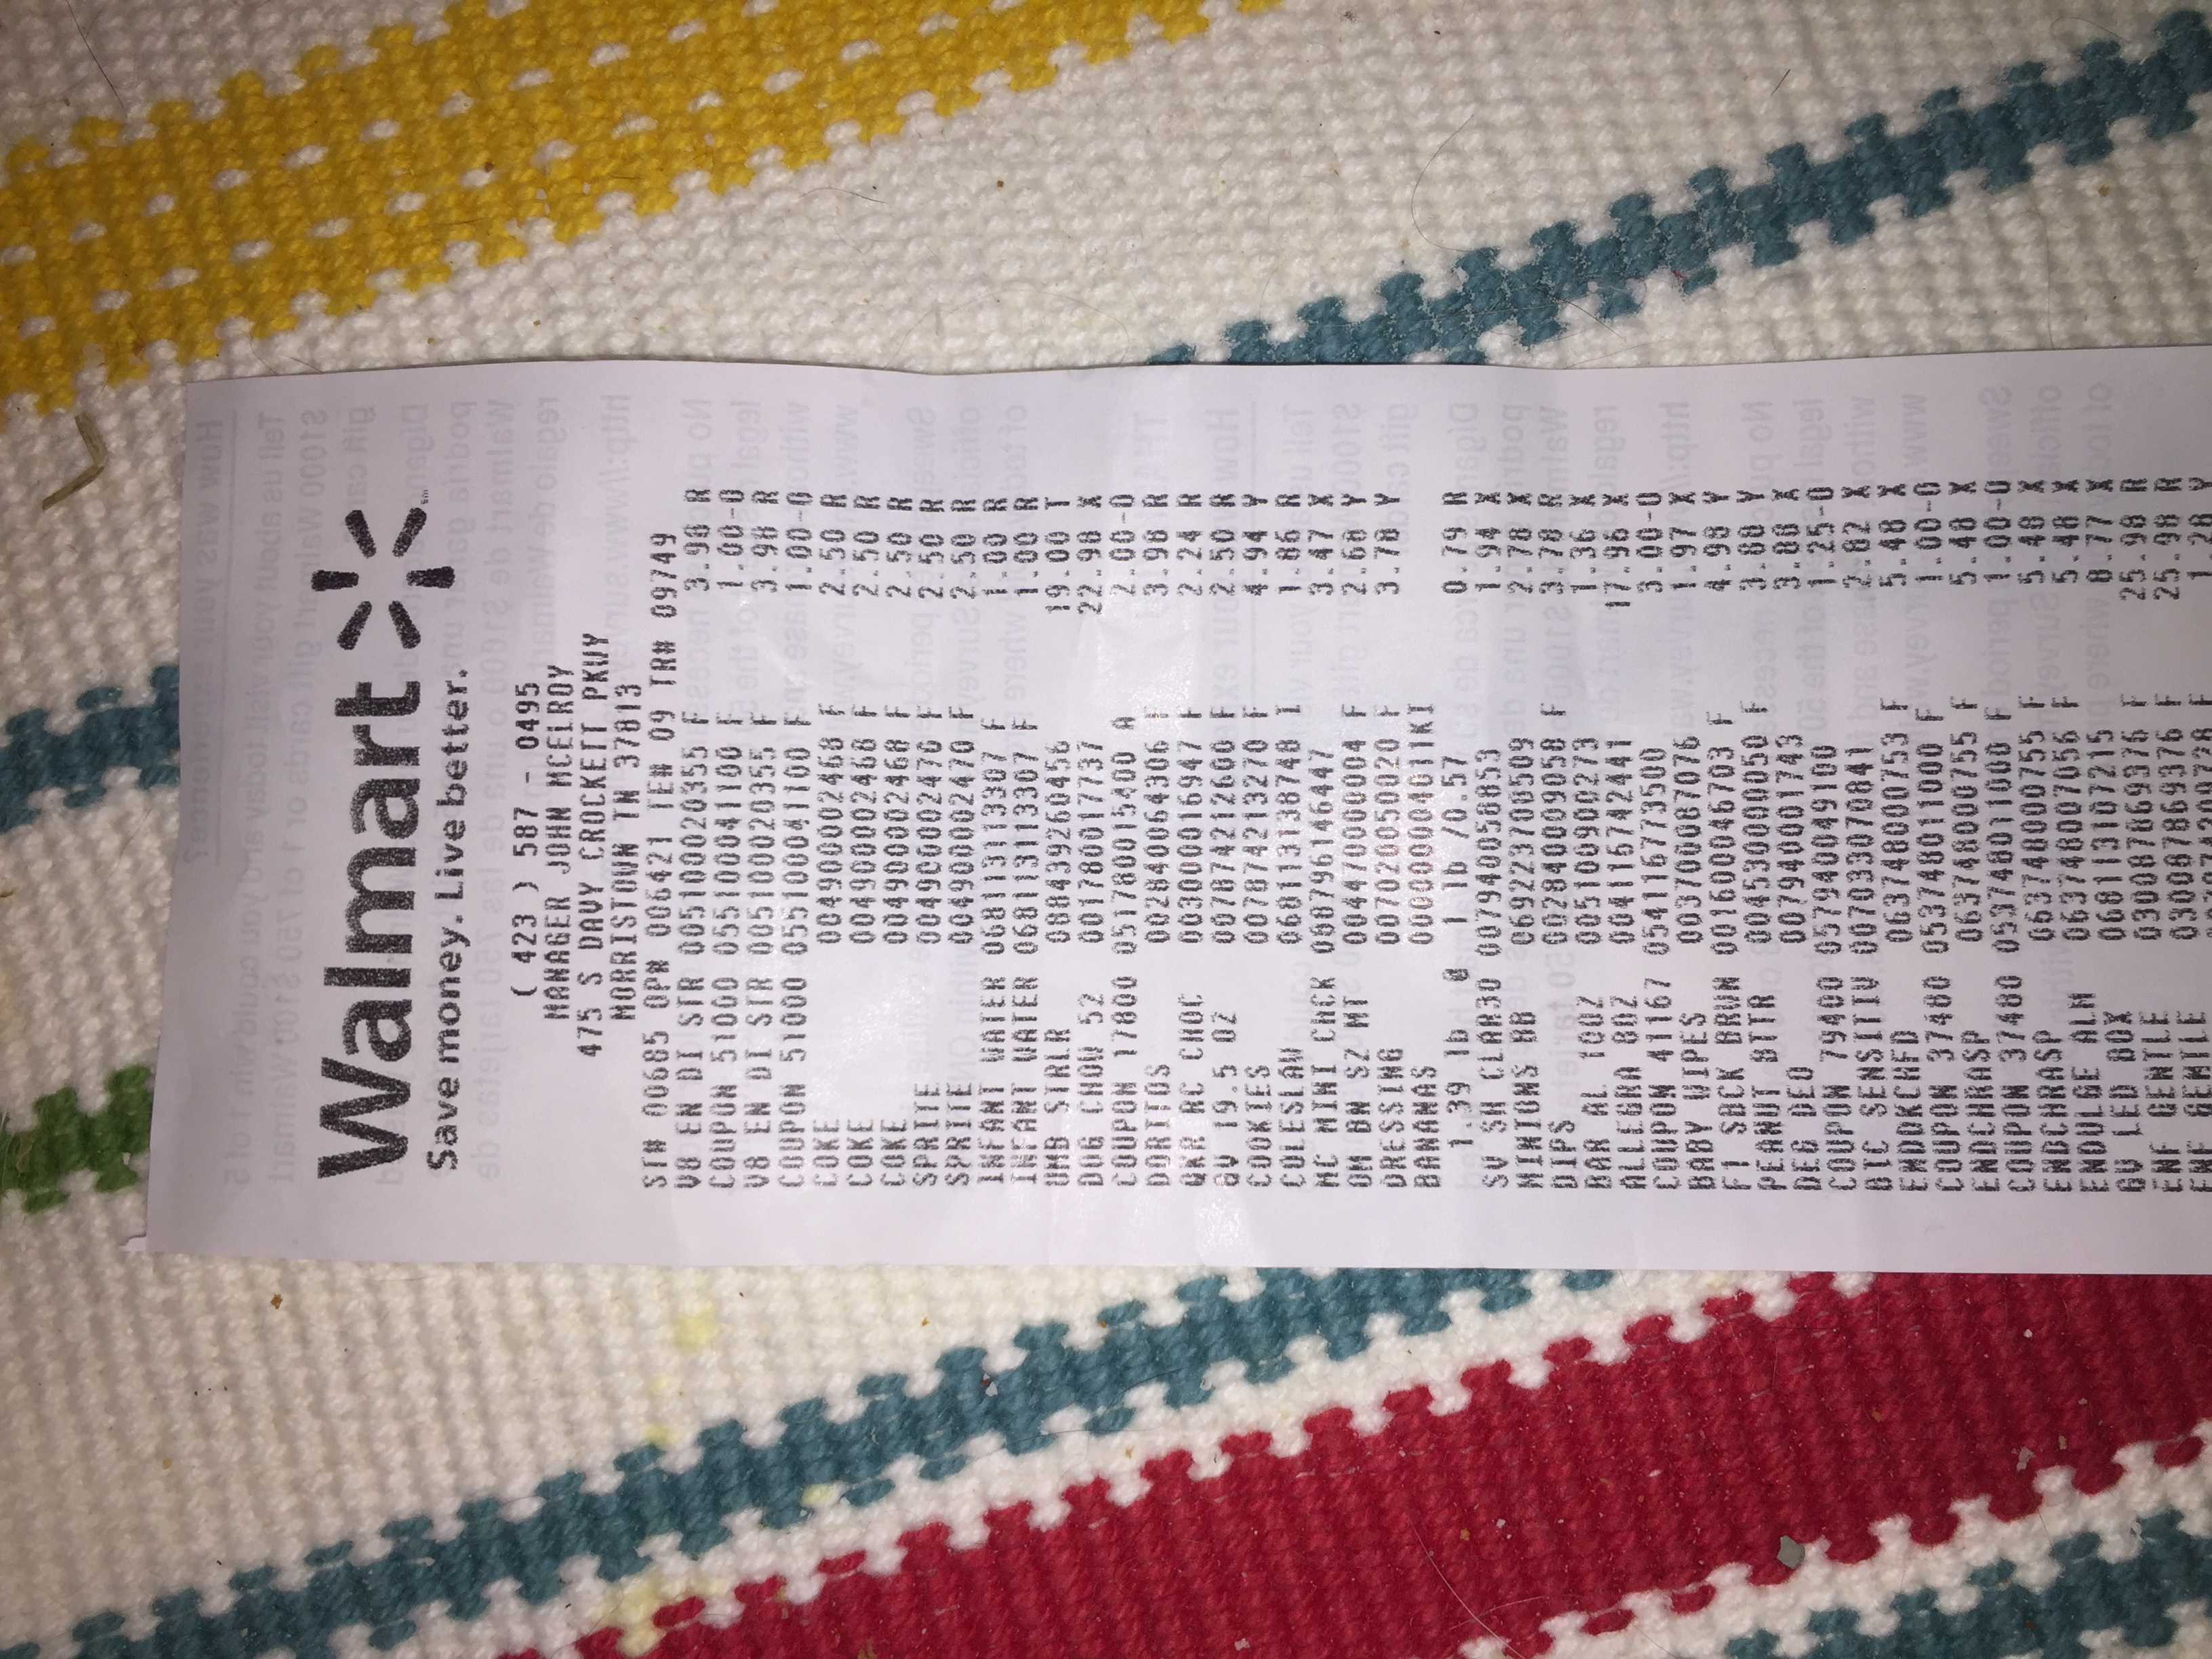 Walmart
Save money. Live better.
( 423 ) 587 - 0495
MANAGER JOHN MCELROY
475 S DAVY CROCKETT PKWY
MORRISTOWN TN 37813
ST# 00685 OP# 006421 TE# 09 TR# 09749
V8 EN DI STR 005100020355 F 3.98 R
COUPON 51000 055100041100 F 1.00-O
V8 EN DI STR 005100020355 F 3.98 R
COUPON 51000 055100041100 F 1.00-O
COKE 004900002468 F 2.50 R
COKE 004900002468 F 2.50 R
COKE 004900002468 F 2.50 R
SPRITE 004900002470 F 2.50 R
SPRITE 004900002470 F 2.50 R
INFANT WATER 068113113307 F 1.00 R
INFANT WATER 068113113307 F 1.00 R
UMB STRLR 088439260456 19.00 T
DOG CHOW 52 001780017737 22.98 X
COUPON 17800 051780015400 A 2.00-O
DORITOS 002840064306 F 3.98 R
QKR RC CHOC 003000016947 F 2.24 R
GV 19.5 OZ 007874212600 F 2.50 R
COOKIES 007874213270 F 4.94 Y
COLESLAW 068113138748 I 1.86 R
MC MINI CHCK 088796146447 3.47 X
OM BN SZ MT 004470000004 F 2.68 Y
DRESSING 007020050020 F 3.78 Y
BANANAS 000000004011KI
1.39 lb @ 1 lb /0.57 0.79 R
SV SH CLAR30 007940058853 1.94 X
MINIONS BB 069223708509 2.78 X
DIPS 002840009058 F 3.78 R
BAR AL 10OZ 005100900273 1.36 X
ALLEGRA 8OZ 004116742441 17.96 X
COUPON 41167 054116773500 3.00-O
BABY WIPES 003700087076 1.97 X
F1 SBCK BRWN 001600046703 F 4.98 Y
PEANUT BTTR 004530000050 F 3.88 Y
DEG DEO 007940001743 3.88 X
COUPON 79400 057940049100 1.25-O
BIC SENSITIV 007033070841 2.82 X
ENDDKCHFD 063748000753 F 5.48 X
COUPON 37480 053748011000 F 1.00-O
ENDCHRASP 063748000755 F 5.48 X
COUPON 37480 053748011000 F 1.00-O
ENDCHRASP 063748000755 F 5.48 X
ENDULGE ALM 063748007056 F 5.48 X
GV LED BOX 068113107215 8.77 X
ENF GENTLE 030087869376 F 25.98 R
ENF GENTLE 030087869376 F 25.98 R
1.28 Y